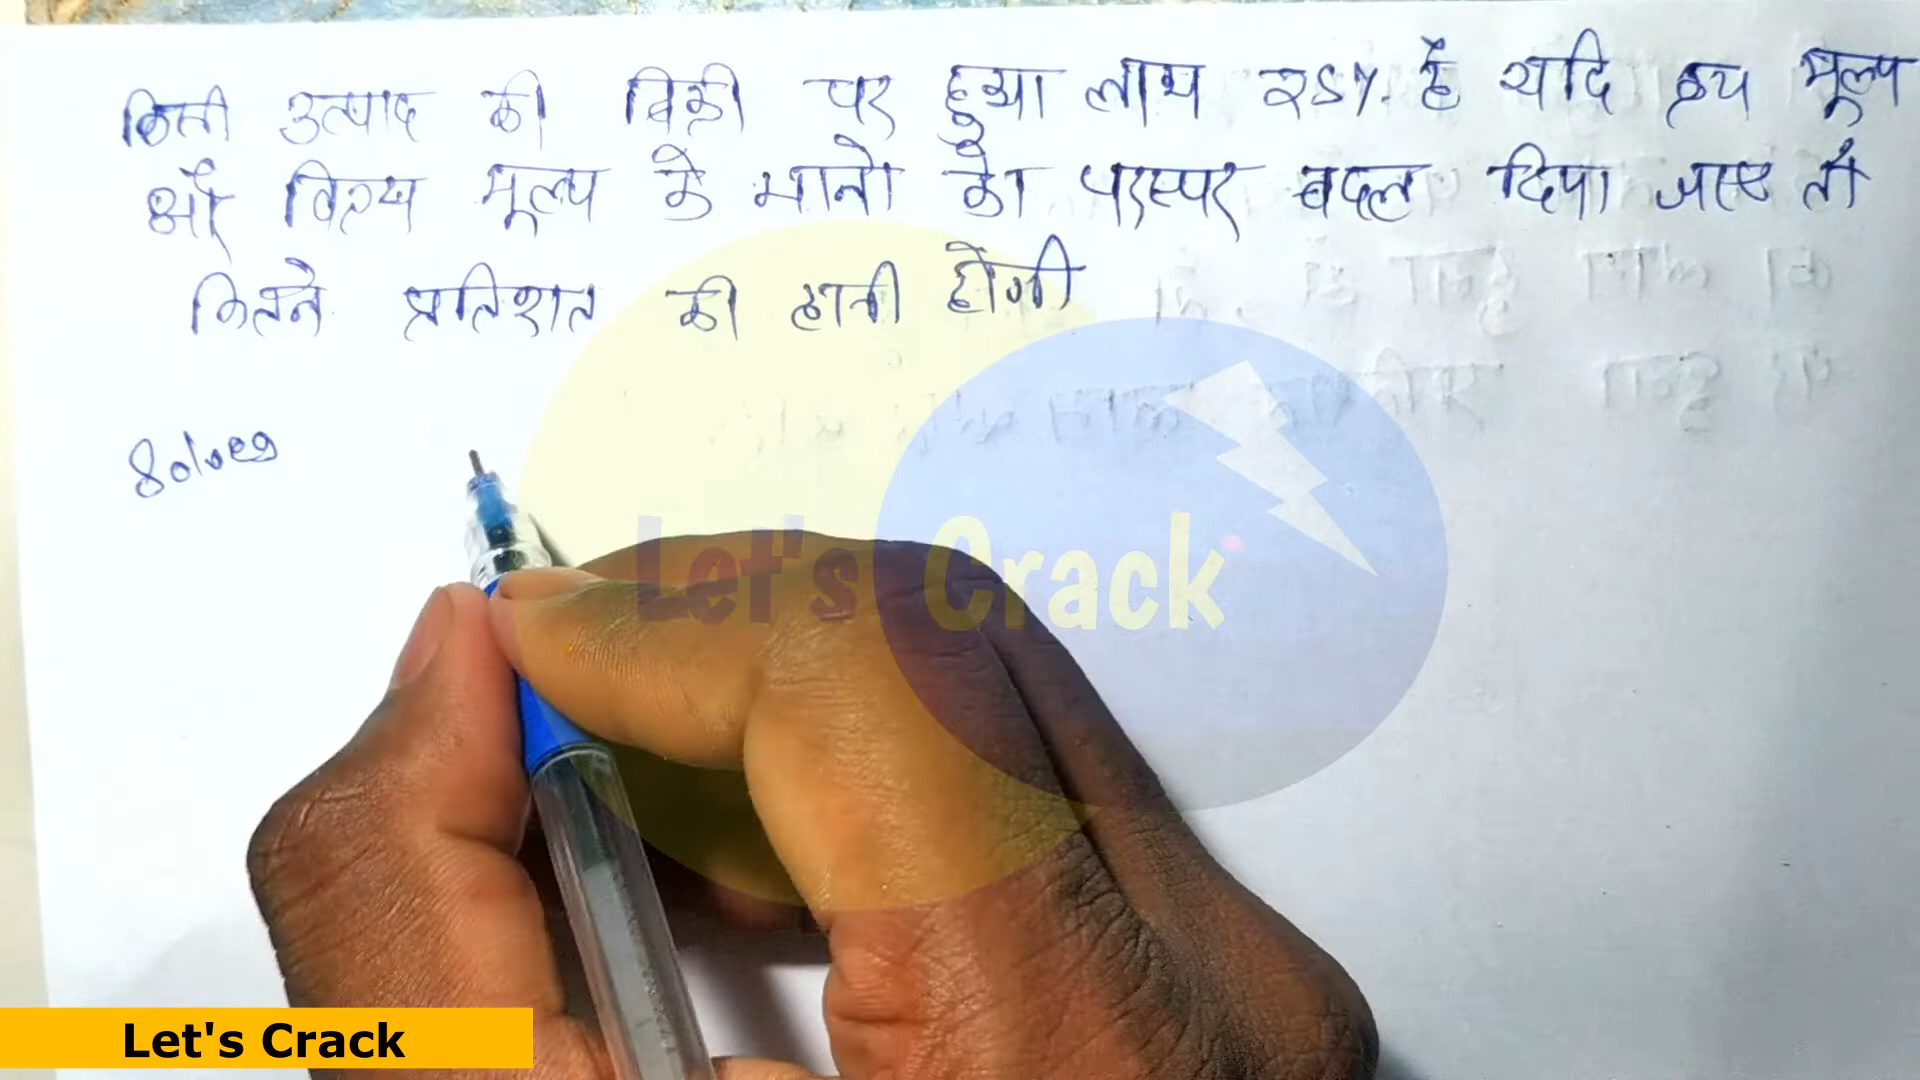 किसी उत्पाद की बिक्री पर हुआ लाभ 25% है यदि क्रय मूल्य
और विक्रय मूल्य के मानो को परस्पर बदल दिया जाए तो
कितने प्रतिशत की हानी होगी
Solve
Let's Crack
Let's Crack